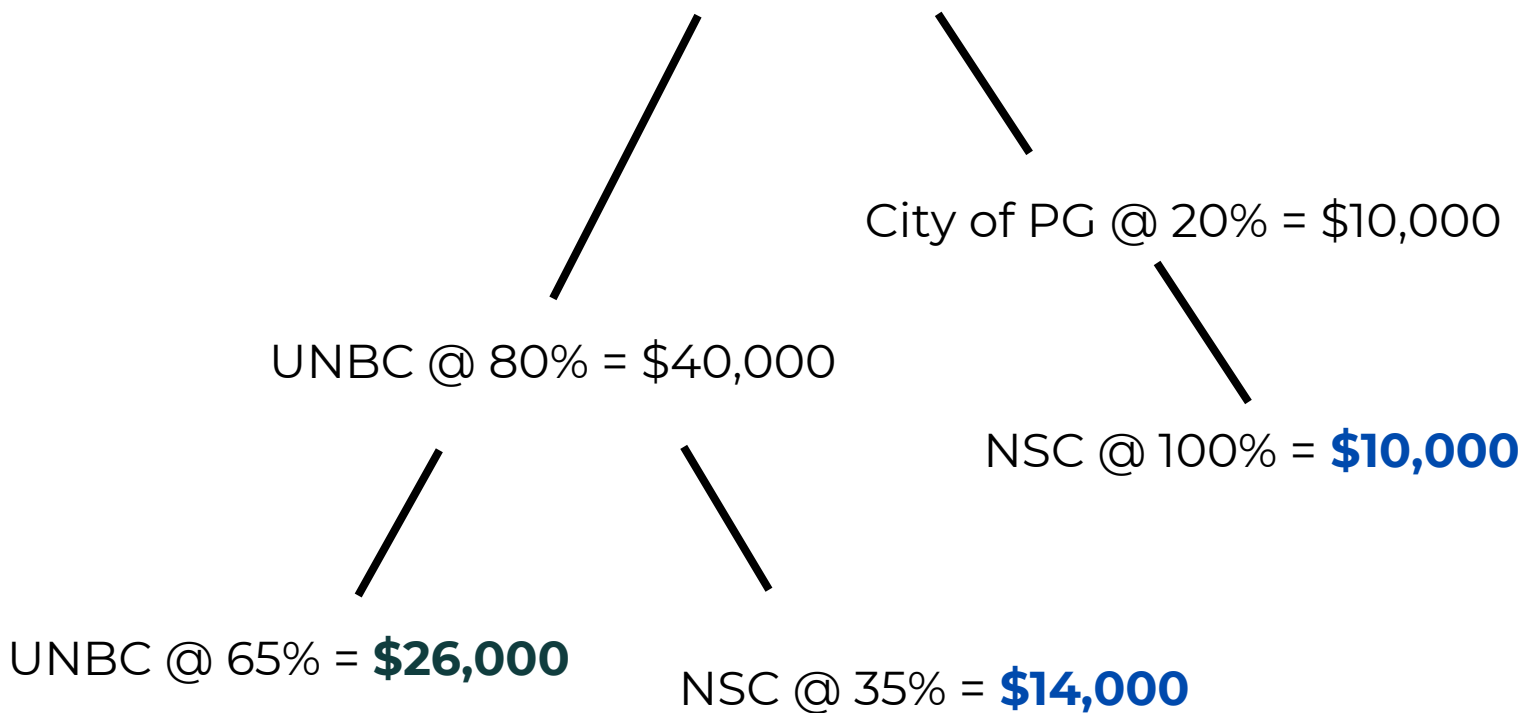 City of PG @ 20% = $10,000
UNBC @ 80% = $40,000
NSC @ 100% = $10,000
UNBC @ 65% = $26,000
NSC @ 35% = $14,000